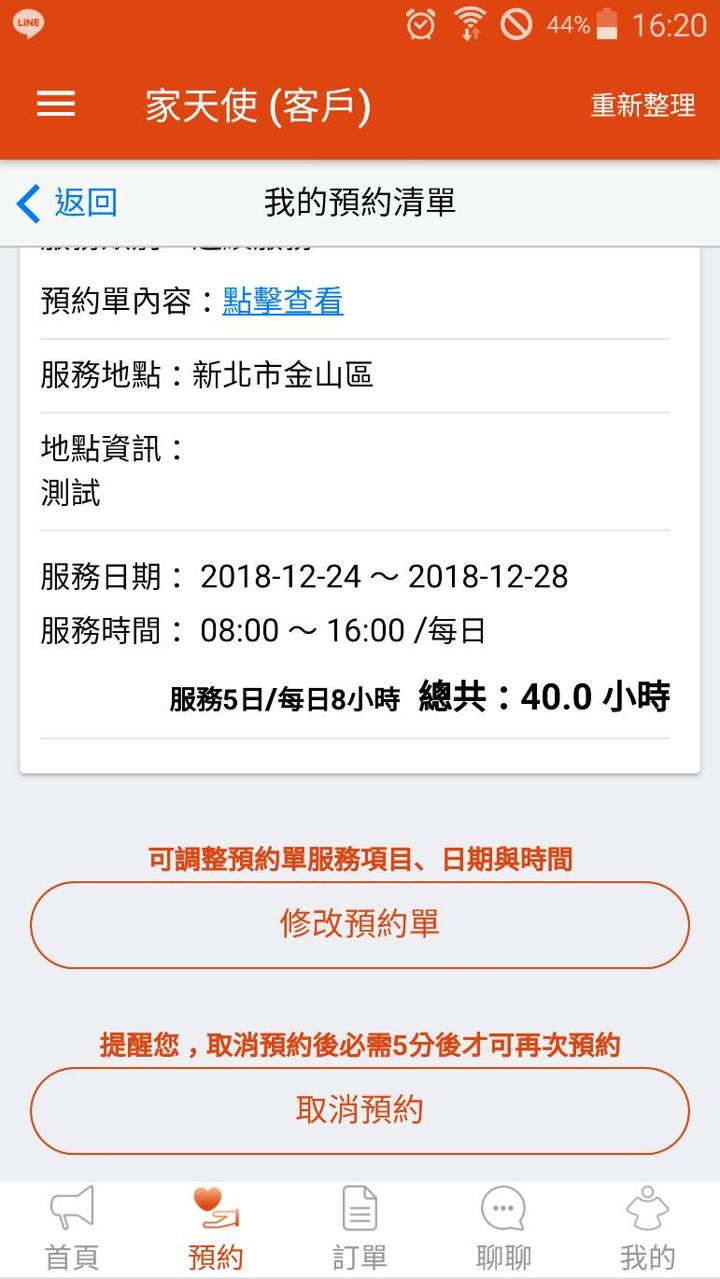 LINE
44% 16:20
家天使 (客戶)
重新整理
返回
我的預約清單
預約單內容：點擊查看
服務地點：新北市金山區
地點資訊：
測試
服務日期： 2018-12-24 ～ 2018-12-28
服務時間： 08:00 ～ 16:00 /每日
服務5日/每日8小時 總共：40.0 小時
可調整預約單服務項目、日期與時間
修改預約單
提醒您，取消預約後必需5分後才可再次預約
取消預約
首頁 預約 訂單 聊聊 我的